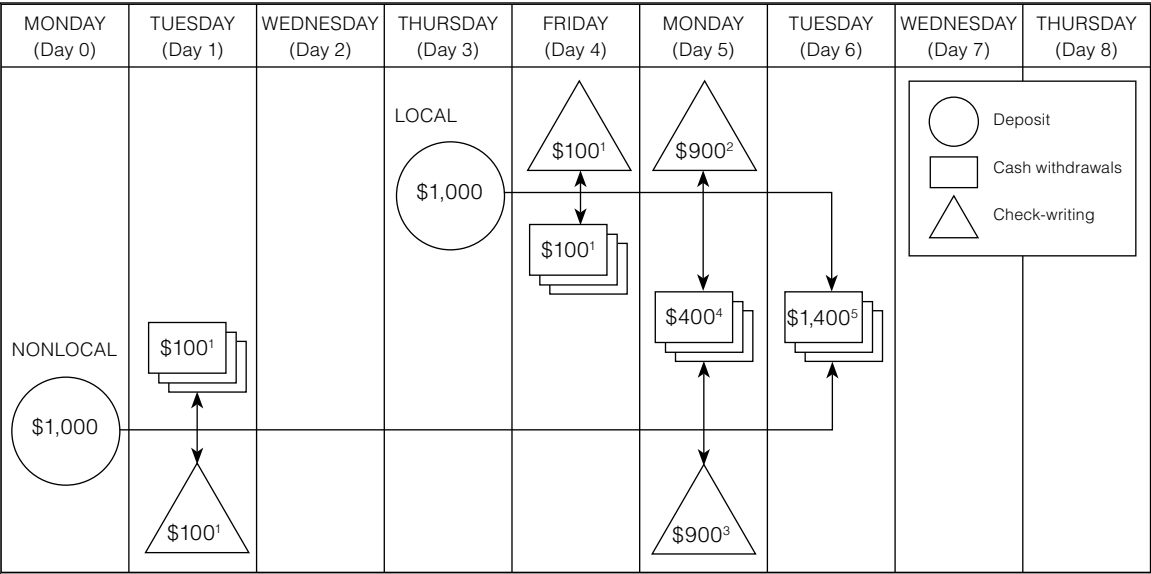 MONDAY
(Day 0)
TUESDAY
(Day 1)
WEDNESDAY
(Day 2)
THURSDAY
(Day 3)
FRIDAY
(Day 4)
MONDAY
(Day 5)
TUESDAY
(Day 6)
WEDNESDAY
(Day 7)
THURSDAY
(Day 8)
LOCAL
$1,000
$100¹
$100¹
$900²
$400⁴
$1,400⁵
Deposit
Cash withdrawals
Check-writing
NONLOCAL
$1,000
$100¹
$100¹
$900³